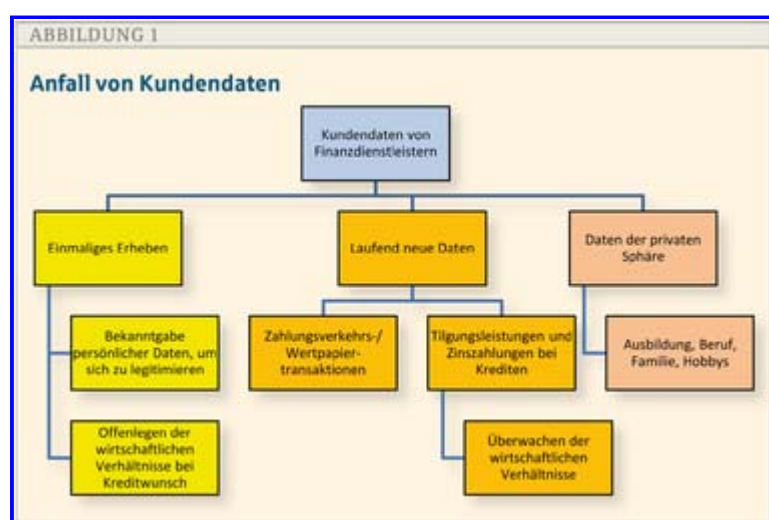 ABBILDUNG 1
Anfall von Kundendaten
Kundendaten von
Finanzdienstleistern
Einmaliges Erheben
Laufend neue Daten
Daten der privaten
Sphäre
Bekanntgabe
persönlicher Daten, um
sich zu legitimieren
Zahlungsverkehrs-/
Wertpapier-
transaktionen
Tilgungsleistungen und
Zinszahlungen bei
Krediten
Ausbildung, Beruf,
Familie, Hobbys
Offenlegen der
wirtschaftlichen
Verhältnisse bei
Kreditwunsch
Überwachen der
wirtschaftlichen
Verhältnisse